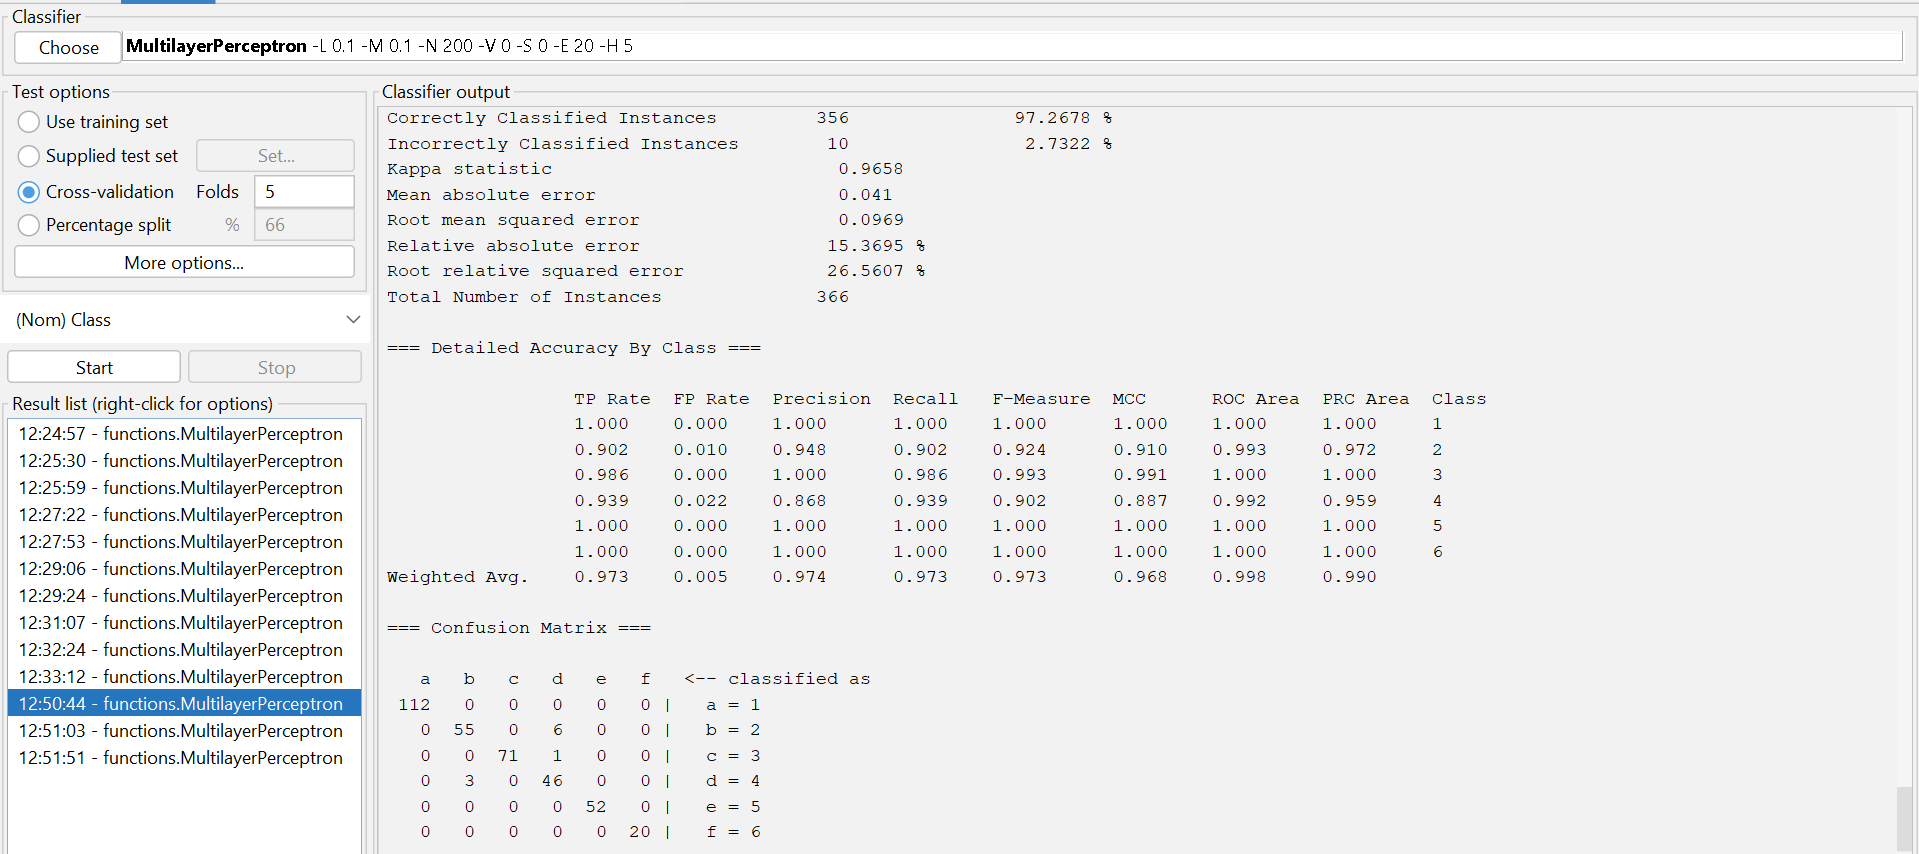 Classifier
Choose MultilayerPerceptron -L 0.1 -M 0.1 -N 200 -V 0 -S 0 -E 20 -H 5
Test options
Use training set
Supplied test set Set...
Cross-validation Folds 5
Percentage split % 66
More options...
(Nom) Class
Start Stop
Result list (right-click for options)
12:24:57 - functions.MultilayerPerceptron
12:25:30 - functions.MultilayerPerceptron
12:25:59 - functions.MultilayerPerceptron
12:27:22 - functions.MultilayerPerceptron
12:27:53 - functions.MultilayerPerceptron
12:29:06 - functions.MultilayerPerceptron
12:29:24 - functions.MultilayerPerceptron
12:31:07 - functions.MultilayerPerceptron
12:32:24 - functions.MultilayerPerceptron
12:33:12 - functions.MultilayerPerceptron
12:50:44 - functions.MultilayerPerceptron
12:51:03 - functions.MultilayerPerceptron
12:51:51 - functions.MultilayerPerceptron
Classifier output
Correctly Classified Instances 356 97.2678 %
Incorrectly Classified Instances 10 2.7322 %
Kappa statistic 0.9658
Mean absolute error 0.041
Root mean squared error 0.0969
Relative absolute error 15.3695 %
Root relative squared error 26.5607 %
Total Number of Instances 366
=== Detailed Accuracy By Class ===
TP Rate FP Rate Precision Recall F-Measure MCC ROC Area PRC Area Class
1.000 0.000 1.000 1.000 1.000 1.000 1.000 1.000 1
0.902 0.010 0.948 0.902 0.924 0.910 0.993 0.972 2
0.986 0.000 1.000 0.986 0.993 0.991 1.000 1.000 3
0.939 0.022 0.868 0.939 0.902 0.887 0.992 0.959 4
1.000 0.000 1.000 1.000 1.000 1.000 1.000 1.000 5
1.000 0.000 1.000 1.000 1.000 1.000 1.000 1.000 6
Weighted Avg. 0.973 0.005 0.974 0.973 0.973 0.968 0.998 0.990
=== Confusion Matrix ===
a b c d e f <-- classified as
112 0 0 0 0 0 | a = 1
0 55 0 6 0 0 | b = 2
0 0 71 1 0 0 | c = 3
0 3 0 46 0 0 | d = 4
0 0 0 0 52 0 | e = 5
0 0 0 0 0 20 | f = 6